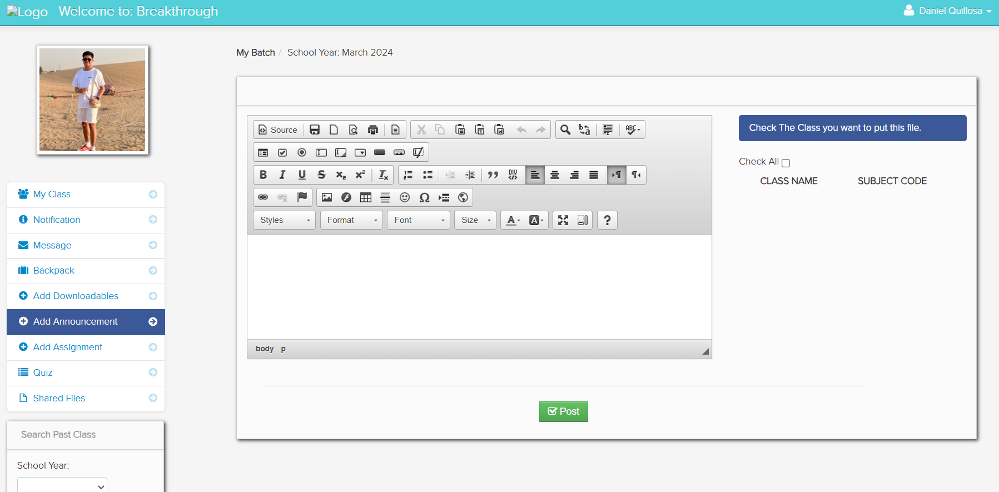 Logo Welcome to: Breakthrough
Daniel Quillosa
My Batch / School Year: March 2024
My Class
Notification
Message
Backpack
Add Downloadables
Add Announcement
Add Assignment
Quiz
Shared Files
Search Past Class
School Year:
Source
Styles Format Font Size
body p
Check The Class you want to put this file.
Check All
CLASS NAME SUBJECT CODE
Post